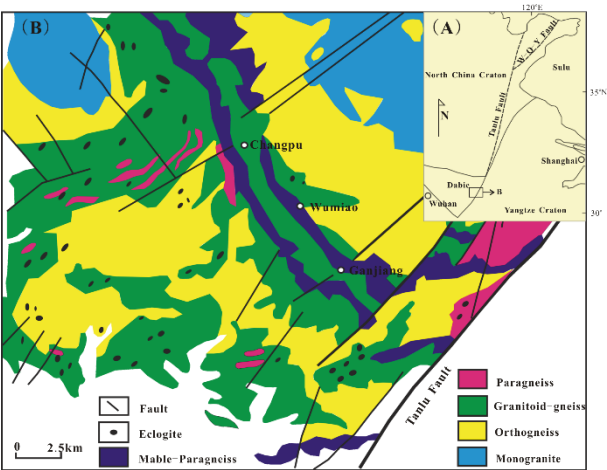 (B)
(A)
120°E
W Q Y Fault
North China Craton
Sulu
35°N
N
Tanlu Fault
Shanghai
Dabie
B
Wuhan
Yangtze Craton
30°N
Changpu
Wumiao
Ganjiang
Tanlu Fault
Fault
Eclogite
Mable-Paragneiss
0 2.5km
Paragneiss
Granitoid-gneiss
Orthogneiss
Monogranite